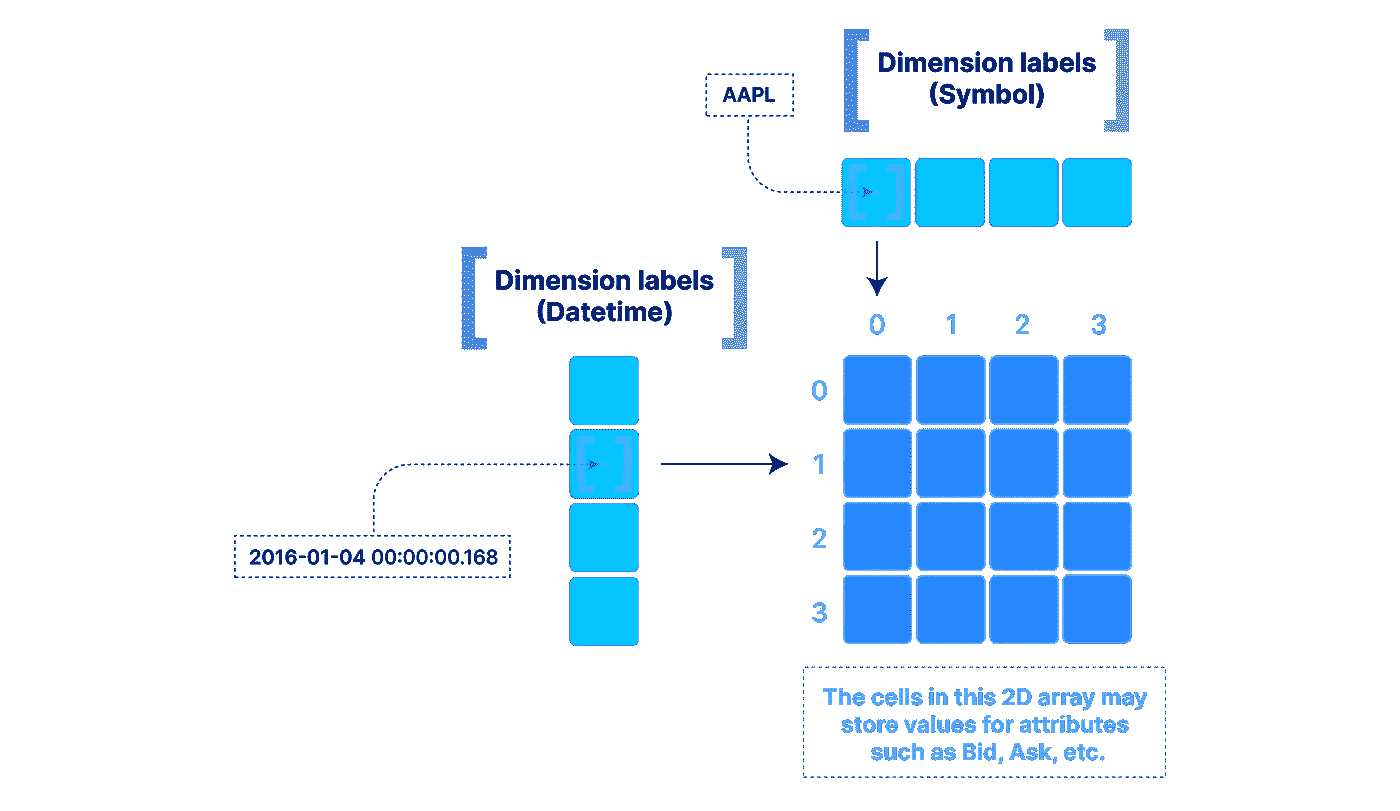 Dimension labels
(Symbol)
AAPL
Dimension labels
(Datetime)
0 1 2 3
0
1
2
3
2016-01-04 00:00:00.168
The cells in this 2D array may
store values for attributes
such as Bid, Ask, etc.